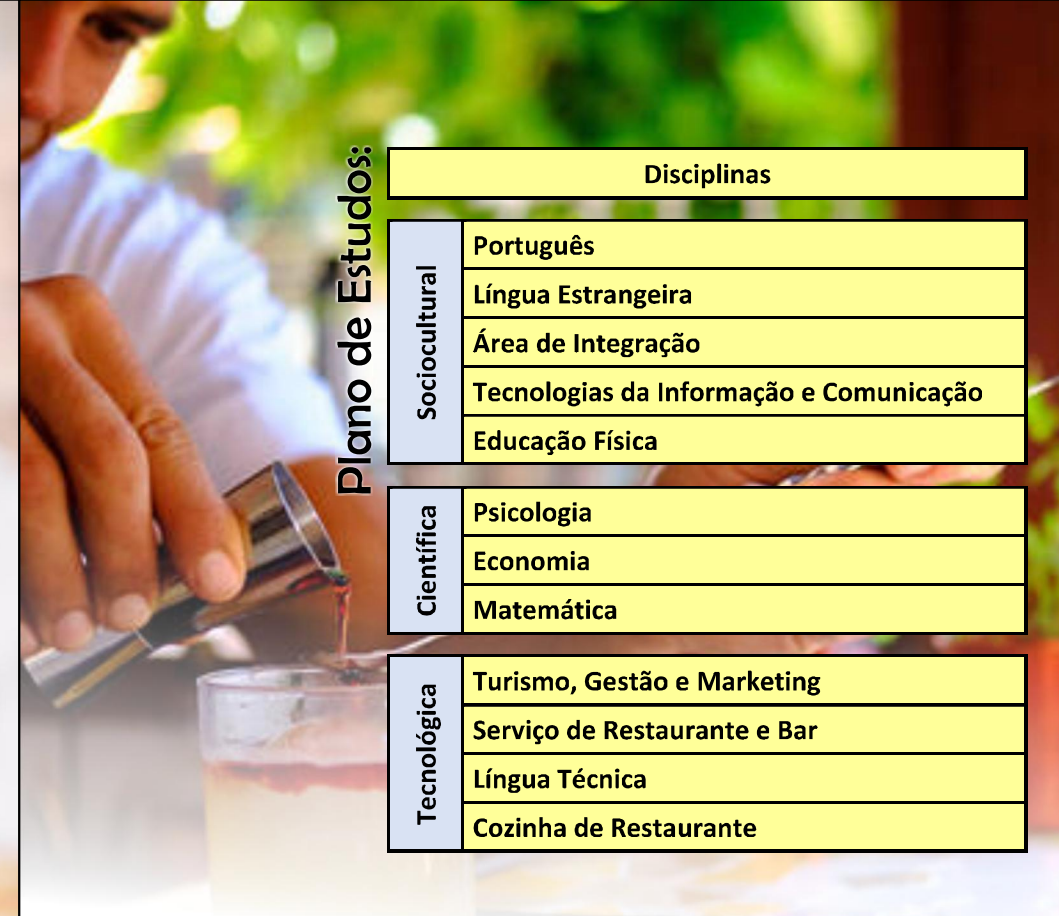 Plano de Estudos:
Disciplinas
Sociocultural
Português
Língua Estrangeira
Área de Integração
Tecnologias da Informação e Comunicação
Educação Física
Científica
Psicologia
Economia
Matemática
Tecnológica
Turismo, Gestão e Marketing
Serviço de Restaurante e Bar
Língua Técnica
Cozinha de Restaurante